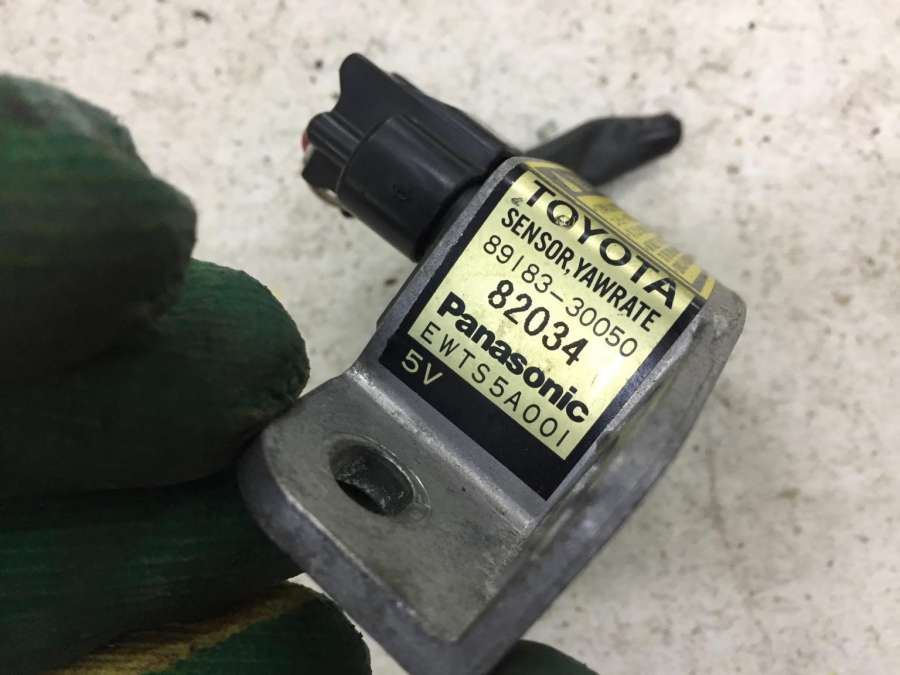 TOYOTA
SENSOR, YAWRATE
89183-30050
82034
Panasonic
EWTS5A001
5V